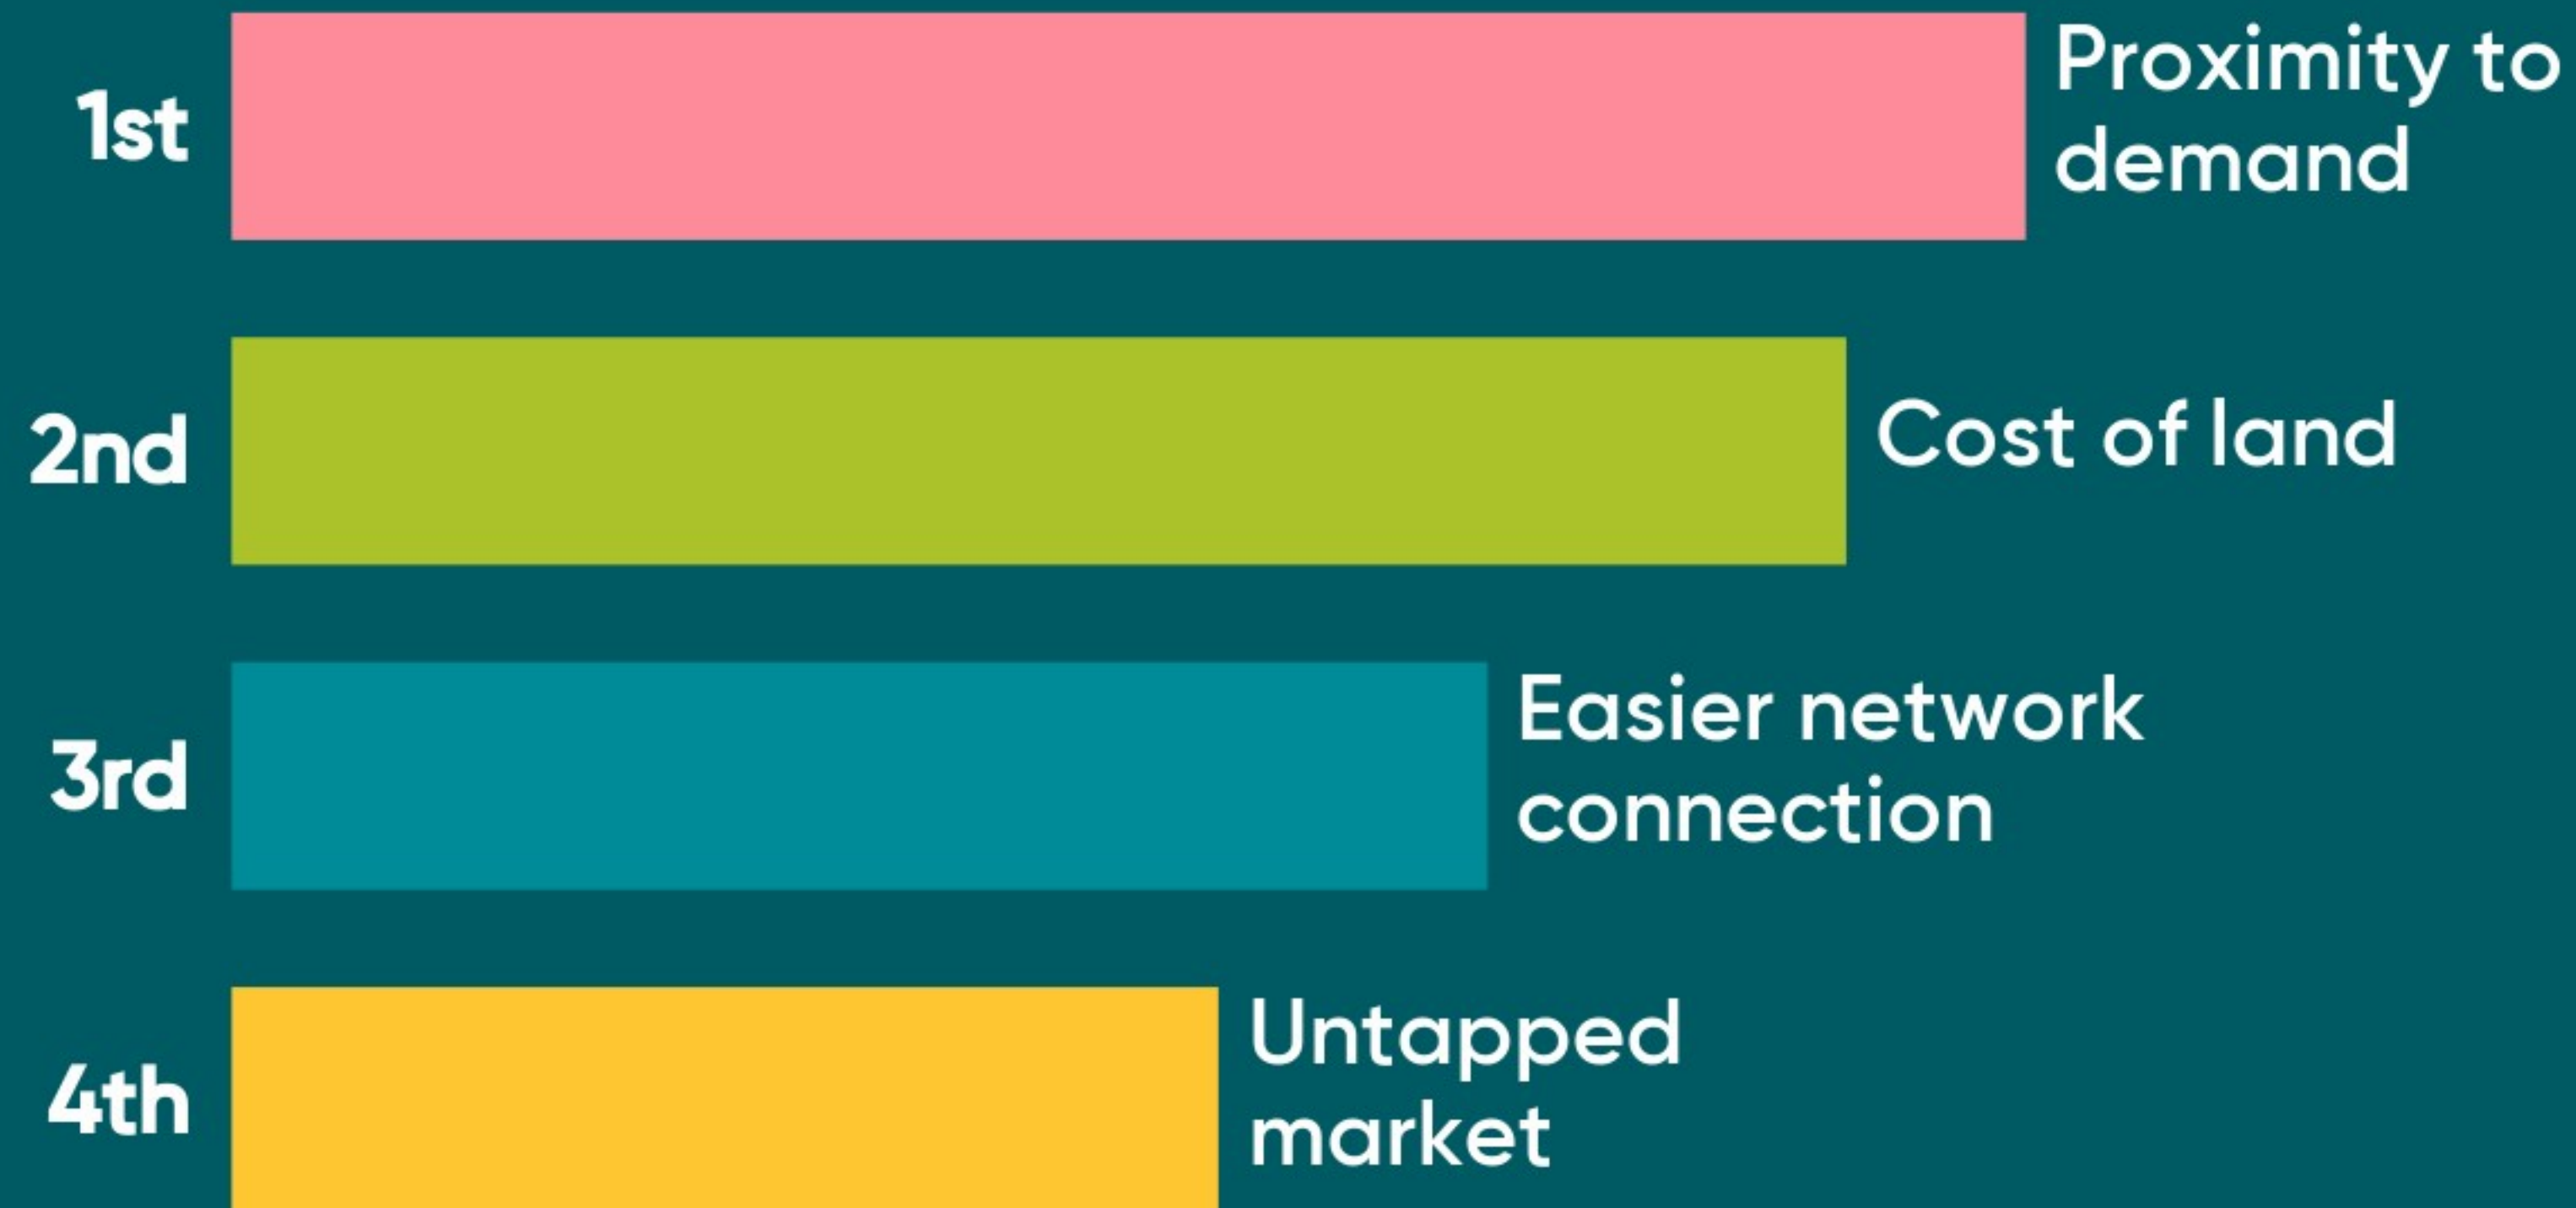 1st
Proximity to
demand
2nd
Cost of land
3rd
Easier network
connection
4th
Untapped
market